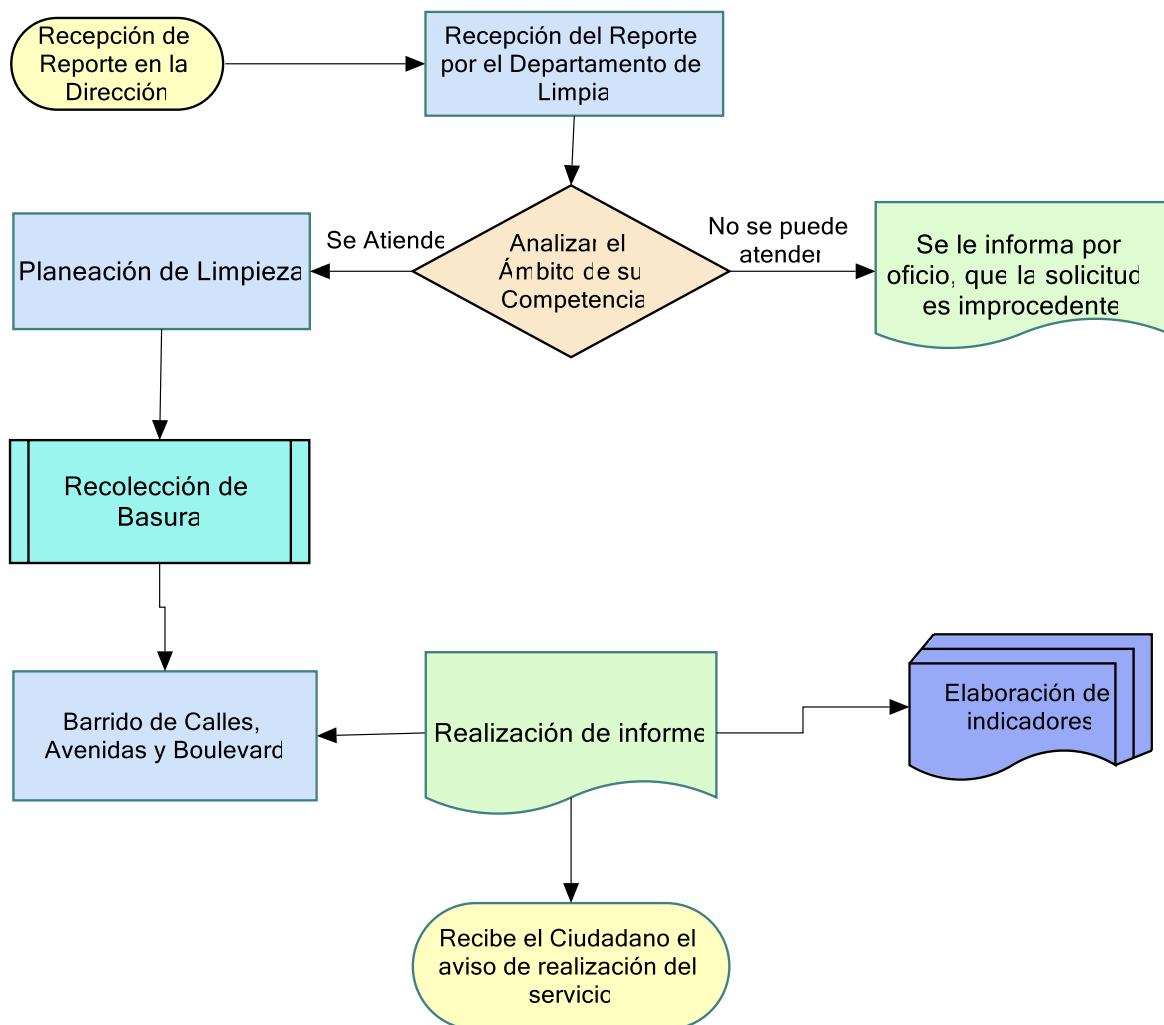 Recepción de
Reporte en la
Dirección
Recepción del Reporte
por el Departamento de
Limpia
Se Atiende
Analizar el
Ámbito de su
Competencia
No se puede
atender
Planeación de Limpieza
Se le informa por
oficio, que la solicitud
es improcedente
Recolección de
Basura
Barrido de Calles,
Avenidas y Boulevard
Realización de informe
Elaboración de
indicadores
Recibe el Ciudadano el
aviso de realización del
servicio